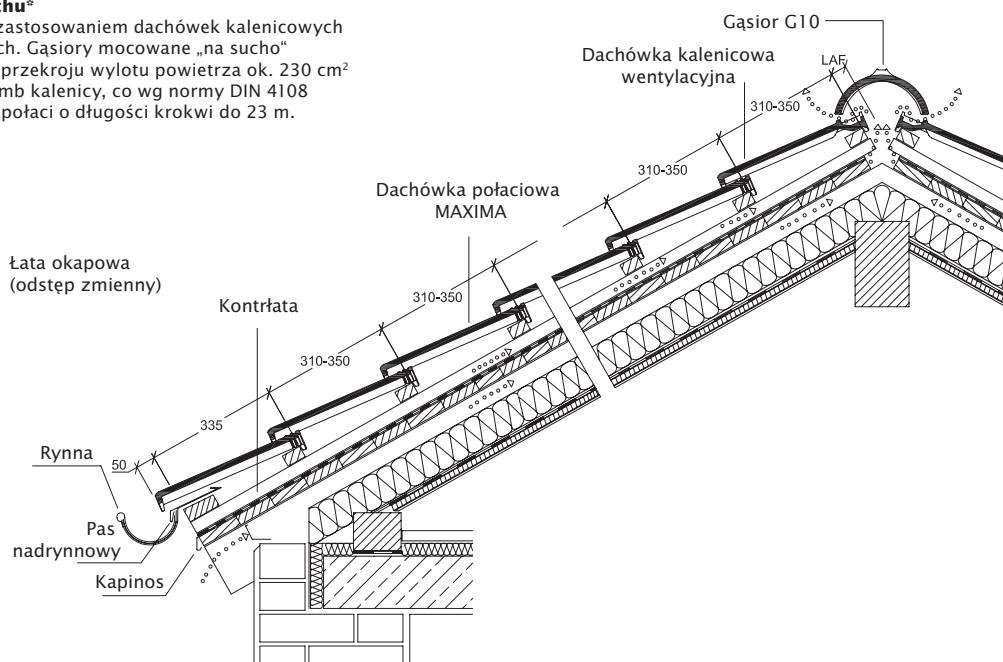 chu*
zastosowaniem dachówek kalenicowych
ch. Gąsiory mocowane „na sucho“
przekroju wylotu powietrza ok. 230 cm²
mb kalenicy, co wg normy DIN 4108
połaci o długości krokwi do 23 m.
Gąsior G10
Dachówka kalenicowa
wentylacyjna
LAF
310-350
310-350
Dachówka połaciowa
MAXIMA
Łata okapowa
(odstęp zmienny)
310-350
Kontrłata
310-350
335
Rynna
50
Pas
nadrynnowy
Kapinos